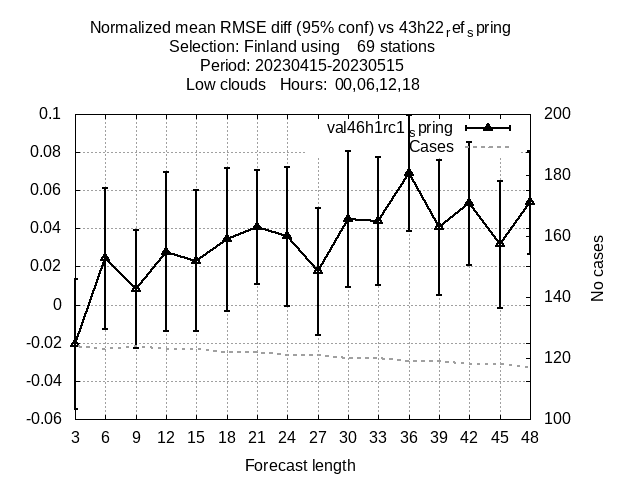 Normalized mean RMSE diff (95% conf) vs 43h22refspring
Selection: Finland using 69 stations
Period: 20230415-20230515
Low clouds Hours: 00,06,12,18
val46h1rc1spring
Cases
0.1
0.08
0.06
0.04
0.02
0
-0.02
-0.04
-0.06
200
180
160
140
120
100
No cases
3 6 9 12 15 18 21 24 27 30 33 36 39 42 45 48
Forecast length